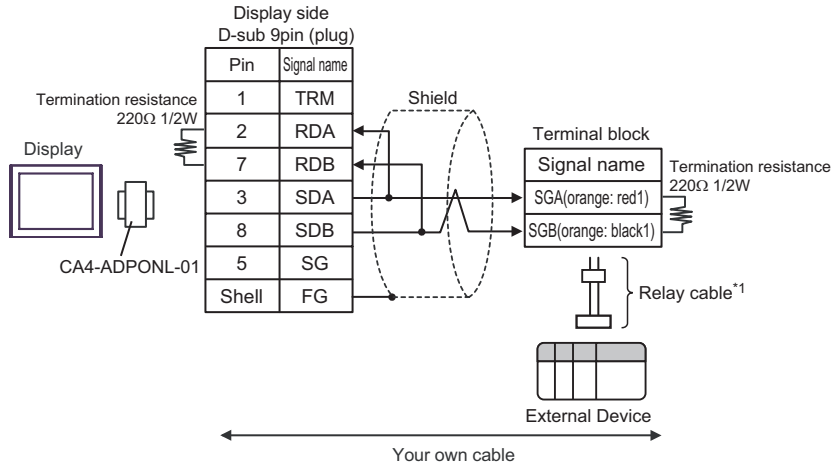 Display side
D-sub 9pin (plug)
Pin Signal name
1 TRM
2 RDA
7 RDB
3 SDA
8 SDB
5 SG
Shell FG
Termination resistance
220Ω 1/2W
Display
CA4-ADPONL-01
Shield
Terminal block
Signal name
SGA(orange: red1)
SGB(orange: black1)
Termination resistance
220Ω 1/2W
Relay cable*1
External Device
Your own cable